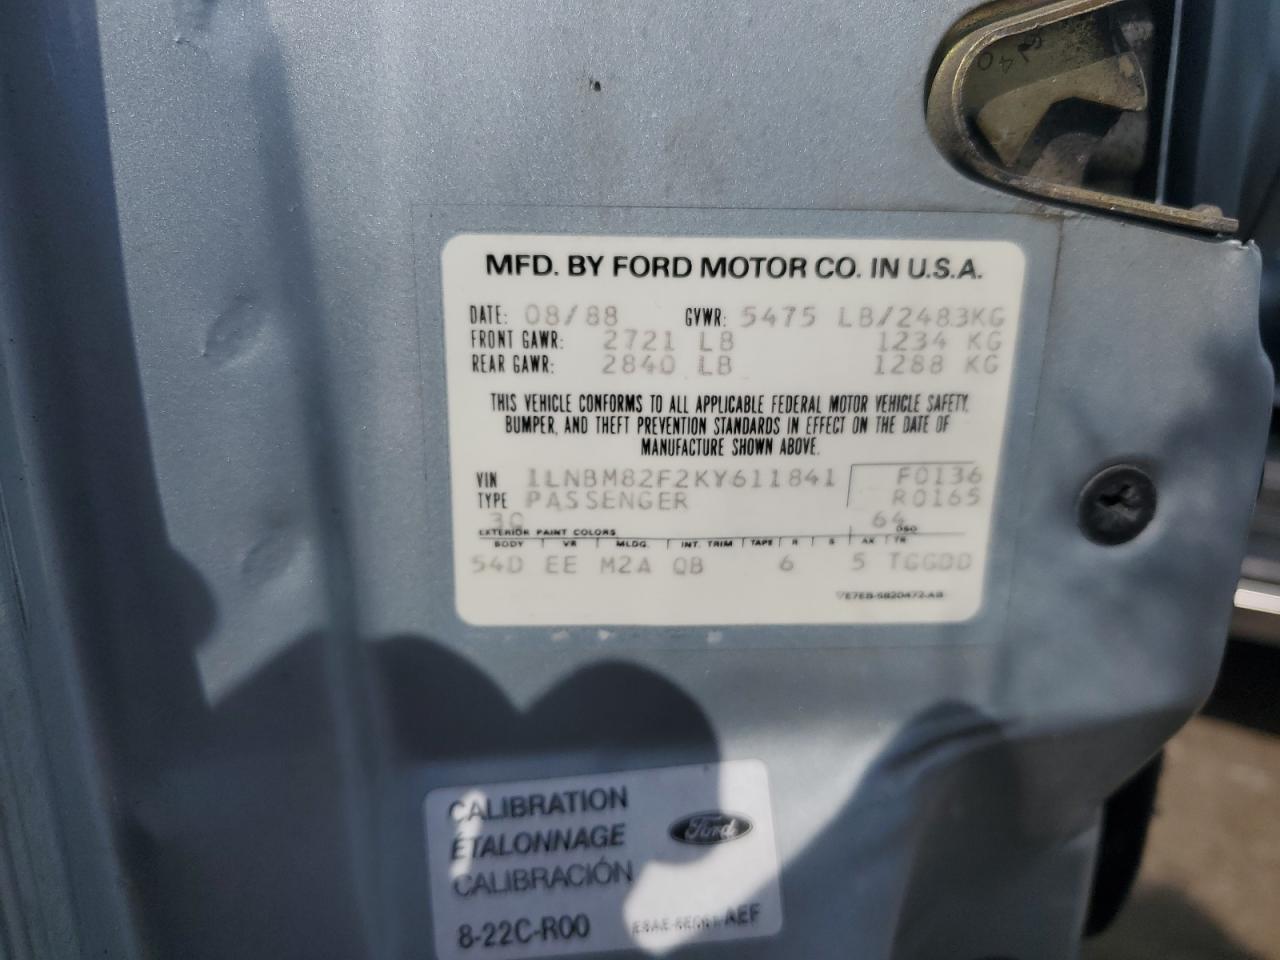 MFD. BY FORD MOTOR CO. IN U.S.A.
DATE: 08/88 GVWR: 5475 LB/2483KG
FRONT GAWR: 2721 LB 1234 KG
REAR GAWR: 2840 LB 1288 KG
THIS VEHICLE CONFORMS TO ALL APPLICABLE FEDERAL MOTOR VEHICLE SAFETY,
BUMPER, AND THEFT PREVENTION STANDARDS IN EFFECT ON THE DATE OF
MANUFACTURE SHOWN ABOVE.
VIN 1LNBM82F2KY611841 F0136
TYPE PASSENGER R0165
3Q 64
EXTERIOR PAINT COLORS DSO
BODY VR MLDG. INT. TRIM TAPE R S AX TR
54D EE M2A QB 6 5 TGGDD
CALIBRATION
ÉTALONNAGE
CALIBRACIÓN
Ford
8-22C-R00